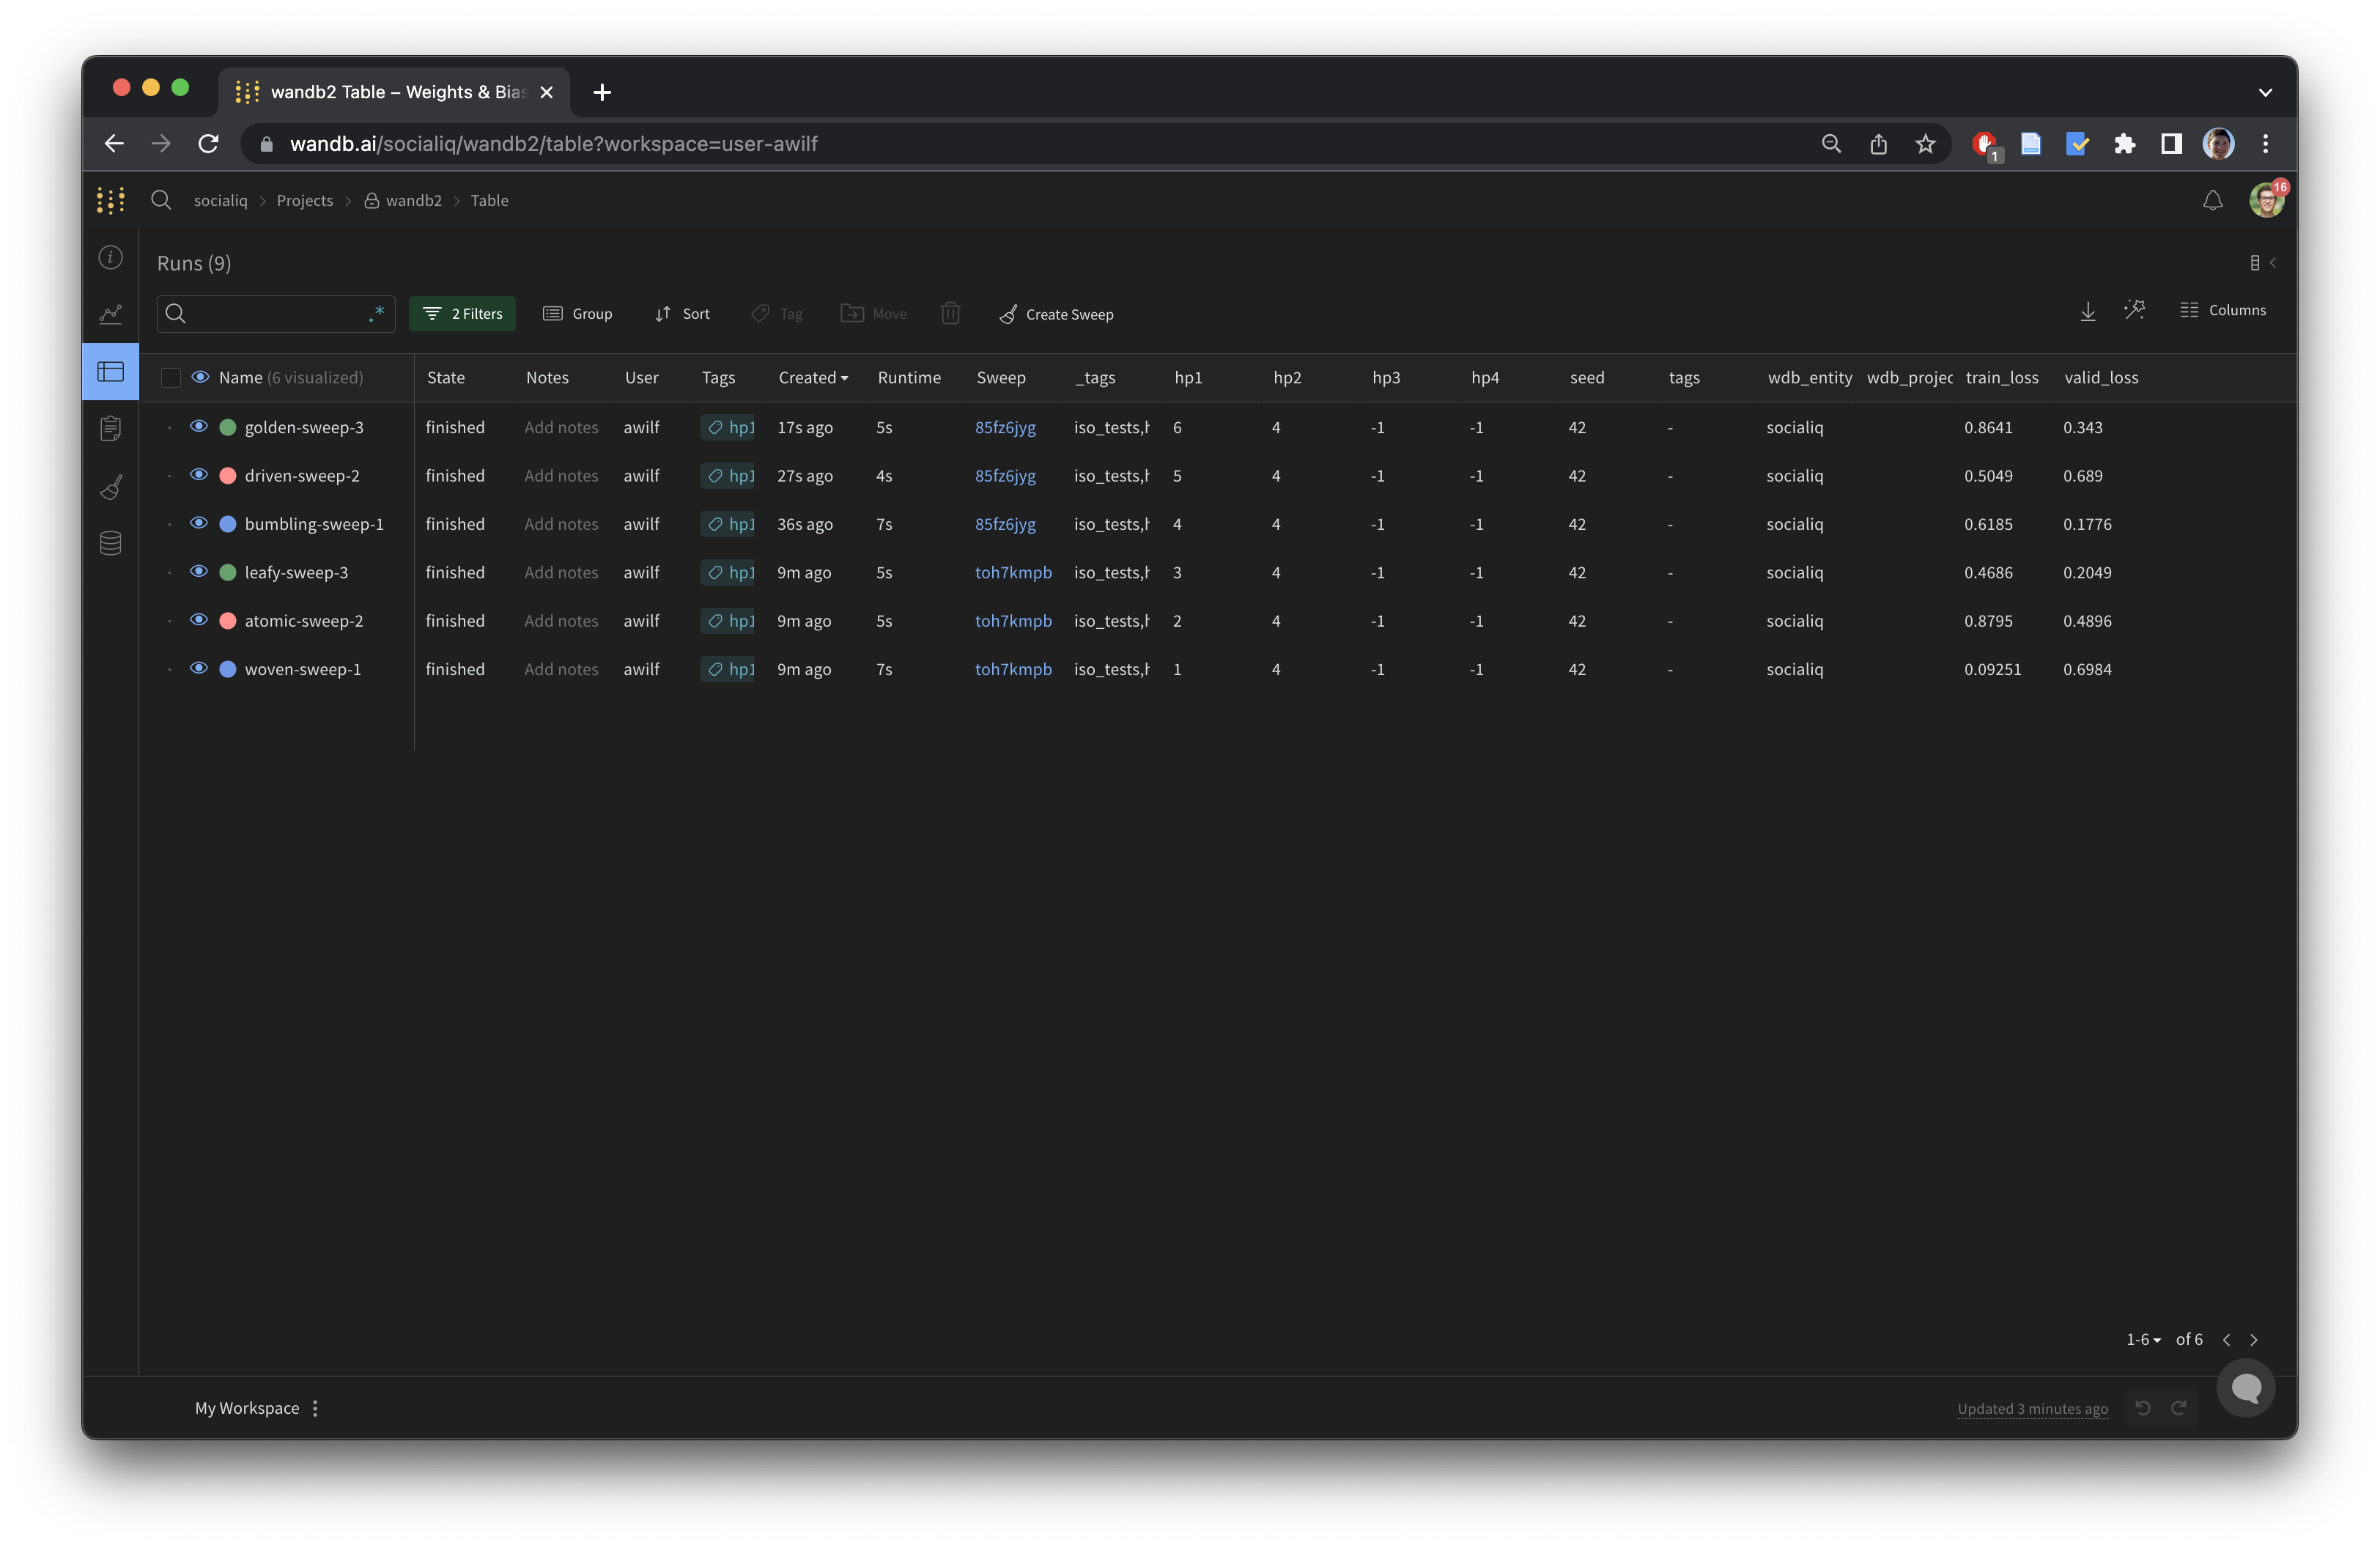 wandb2 Table – Weights & Bias
wandb.ai/socialiq/wandb2/table?workspace=user-awilf
1
socialiq > Projects > wandb2 > Table
16
Runs (9)
.* 2 Filters Group Sort Tag Move Create Sweep Columns
Name (6 visualized) State Notes User Tags Created Runtime Sweep _tags hp1 hp2 hp3 hp4 seed tags wdb_entity wdb_projec train_loss valid_loss
golden-sweep-3 finished Add notes awilf hp1 17s ago 5s 85fz6jyg iso_tests,h 6 4 -1 -1 42 - socialiq 0.8641 0.343
driven-sweep-2 finished Add notes awilf hp1 27s ago 4s 85fz6jyg iso_tests,h 5 4 -1 -1 42 - socialiq 0.5049 0.689
bumbling-sweep-1 finished Add notes awilf hp1 36s ago 7s 85fz6jyg iso_tests,h 4 4 -1 -1 42 - socialiq 0.6185 0.1776
leafy-sweep-3 finished Add notes awilf hp1 9m ago 5s toh7kmpb iso_tests,h 3 4 -1 -1 42 - socialiq 0.4686 0.2049
atomic-sweep-2 finished Add notes awilf hp1 9m ago 5s toh7kmpb iso_tests,h 2 4 -1 -1 42 - socialiq 0.8795 0.4896
woven-sweep-1 finished Add notes awilf hp1 9m ago 7s toh7kmpb iso_tests,h 1 4 -1 -1 42 - socialiq 0.09251 0.6984
1-6 of 6
My Workspace Updated 3 minutes ago